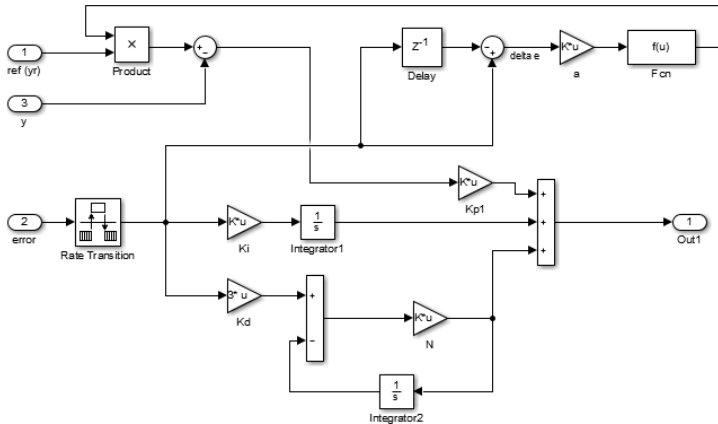 1
ref (yr)
×
Product
+
−
3
y
Z-1
Delay
−
+
delta e
K*u
a
f(u)
Fcn
2
error
Rate Transition
K*u
Ki
1
s
Integrator1
K*u
Kp1
+
+
+
1
Out1
3* u
Kd
+
−
K*u
N
1
s
Integrator2